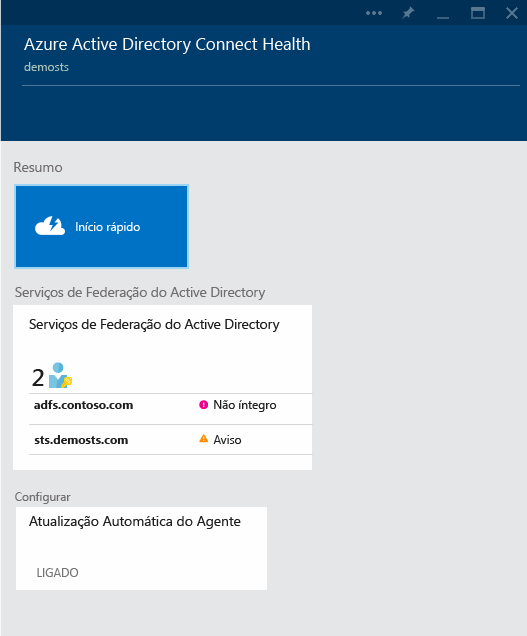 Azure Active Directory Connect Health
demosts
Resumo
Início rápido
Serviços de Federação do Active Directory
Serviços de Federação do Active Directory
2
adfs.contoso.com Não íntegro
sts.demosts.com Aviso
Configurar
Atualização Automática do Agente
LIGADO